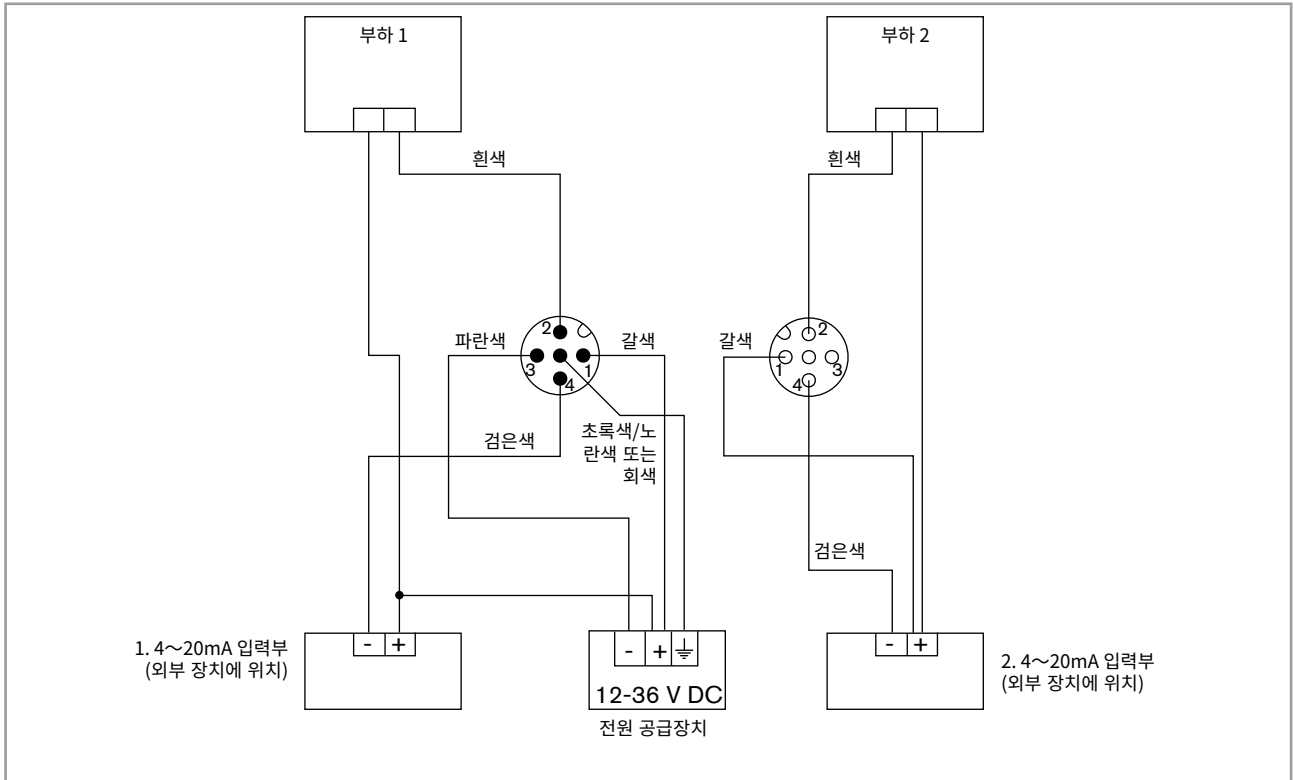 부하 1
부하 2
흰색
흰색
2
파란색
갈색
3
1
4
갈색
2
1
3
4
초록색/노
란색 또는
회색
검은색
검은색
1. 4～20mA 입력부
(외부 장치에 위치)
- +
- +
12-36 V DC
전원 공급장치
- +
2. 4～20mA 입력부
(외부 장치에 위치)